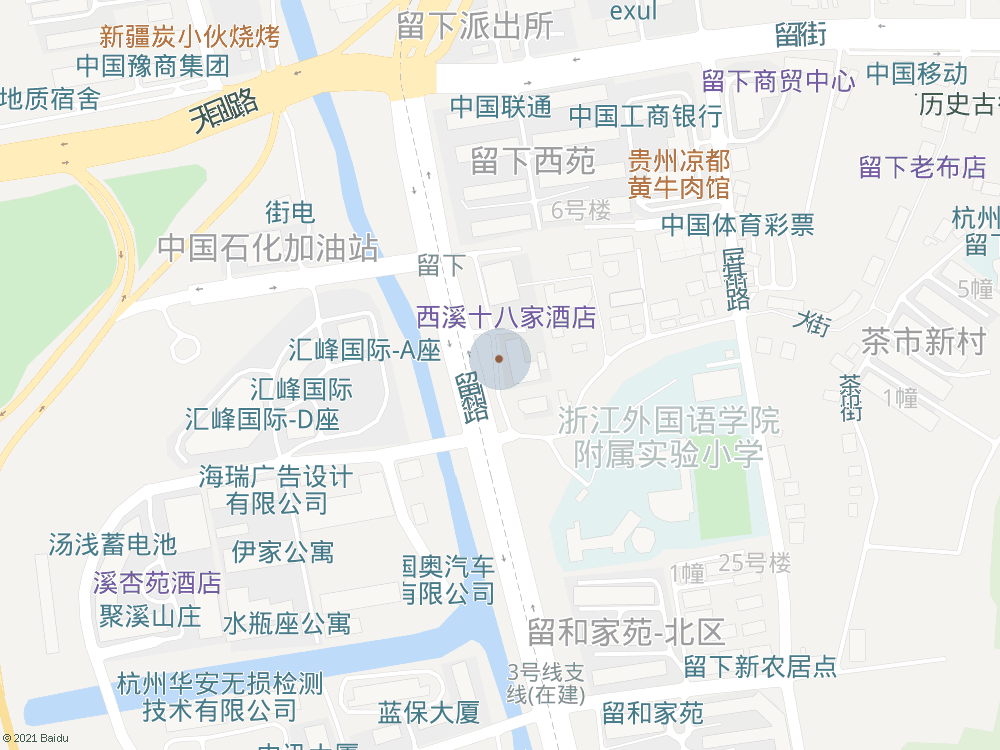 exul
留下派出所
新疆炭小伙烧烤
留街
中国豫商集团
中国移动
留下商贸中心
地质宿舍
天目山路
中国联通
历史古
中国工商银行
留下西苑
贵州凉都
黄牛肉馆
留下老布店
6号楼
街电
中国体育彩票
杭州
留
中国石化加油站
留下
屏基路
5幢
西溪十八家酒店
大街
汇峰国际-A座
茶市新村
汇峰国际
留和路
茶市街
1幢
汇峰国际-D座
浙江外国语学院
附属实验小学
海瑞广告设计
有限公司
汤浅蓄电池
伊家公寓
国奥汽车
有限公司
25号楼
1幢
溪杏苑酒店
聚溪山庄
水瓶座公寓
留和家苑-北区
3号线支
线(在建)
留下新农居点
杭州华安无损检测
技术有限公司
蓝保大厦
留和家苑
中讯大厦
© 2021 Baidu